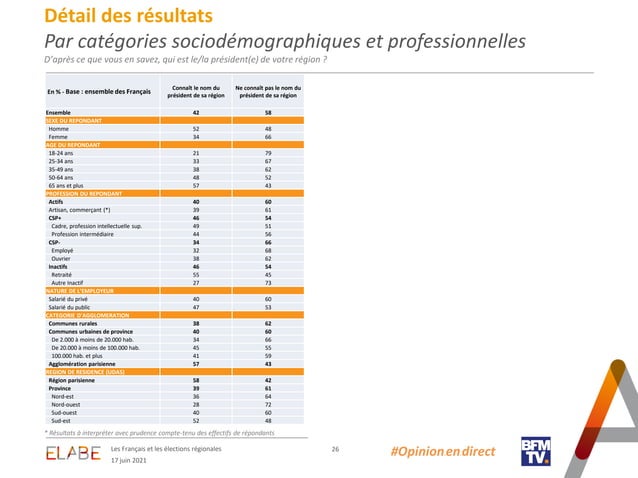 Détail des résultats
Par catégories sociodémographiques et professionnelles
D'après ce que vous en savez, qui est le/la président(e) de votre région ?
En % - Base : ensemble des Français
Connaît le nom du président de sa région
Ne connaît pas le nom du président de sa région
Ensemble 42 58
SEXE DU REPONDANT
Homme 52 48
Femme 34 66
AGE DU REPONDANT
18-24 ans 21 79
25-34 ans 33 67
35-49 ans 38 62
50-64 ans 48 52
65 ans et plus 57 43
PROFESSION DU REPONDANT
Actifs 40 60
Artisan, commerçant (*) 39 61
CSP+ 46 54
Cadre, profession intellectuelle sup. 49 51
Profession intermédiaire 44 56
CSP- 34 66
Employé 32 68
Ouvrier 38 62
Inactifs 46 54
Retraité 55 45
Autre Inactif 27 73
NATURE DE L'EMPLOYEUR
Salarié du privé 40 60
Salarié du public 47 53
CATEGORIE D'AGGLOMERATION
Communes rurales 38 62
Communes urbaines de province 40 60
De 2.000 à moins de 20.000 hab. 34 66
De 20.000 à moins de 100.000 hab. 45 55
100.000 hab. et plus 41 59
Agglomération parisienne 57 43
REGION DE RESIDENCE (UDA5)
Région parisienne 58 42
Province 39 61
Nord-est 36 64
Nord-ouest 28 72
Sud-ouest 40 60
Sud-est 52 48
* Résultats à interpréter avec prudence compte-tenu des effectifs de répondants
ELABE
Les Français et les élections régionales
17 juin 2021
26
#Opinion en direct
BFM
TV.